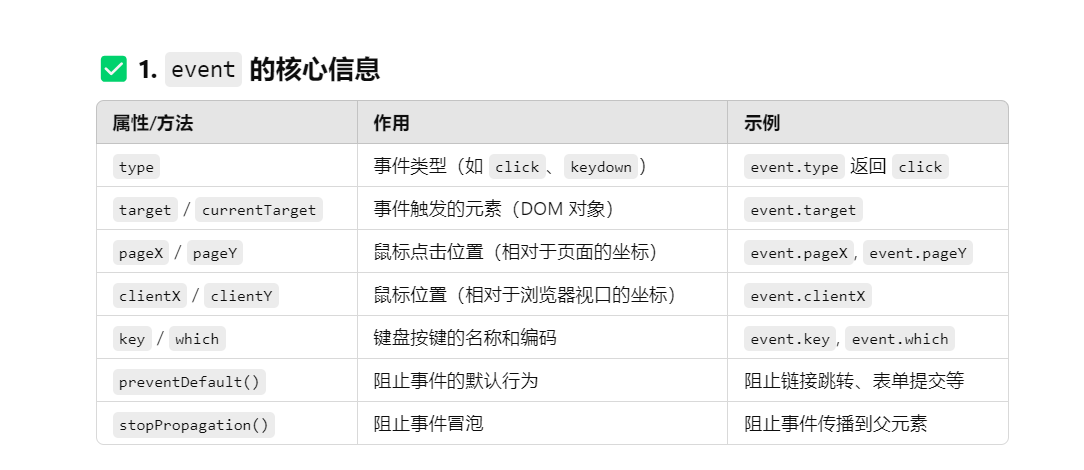 ✅ 1. event 的核心信息
属性/方法 作用 示例
type 事件类型（如 click、keydown） event.type 返回 click
target / currentTarget 事件触发的元素（DOM 对象） event.target
pageX / pageY 鼠标点击位置（相对于页面的坐标） event.pageX, event.pageY
clientX / clientY 鼠标位置（相对于浏览器视口的坐标） event.clientX
key / which 键盘按键的名称和编码 event.key, event.which
preventDefault() 阻止事件的默认行为 阻止链接跳转、表单提交等
stopPropagation() 阻止事件冒泡 阻止事件传播到父元素